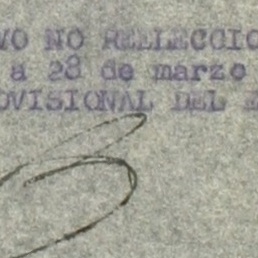 VO NO REELECCIO
a 28 de marzo
OVISIONAL DEL E